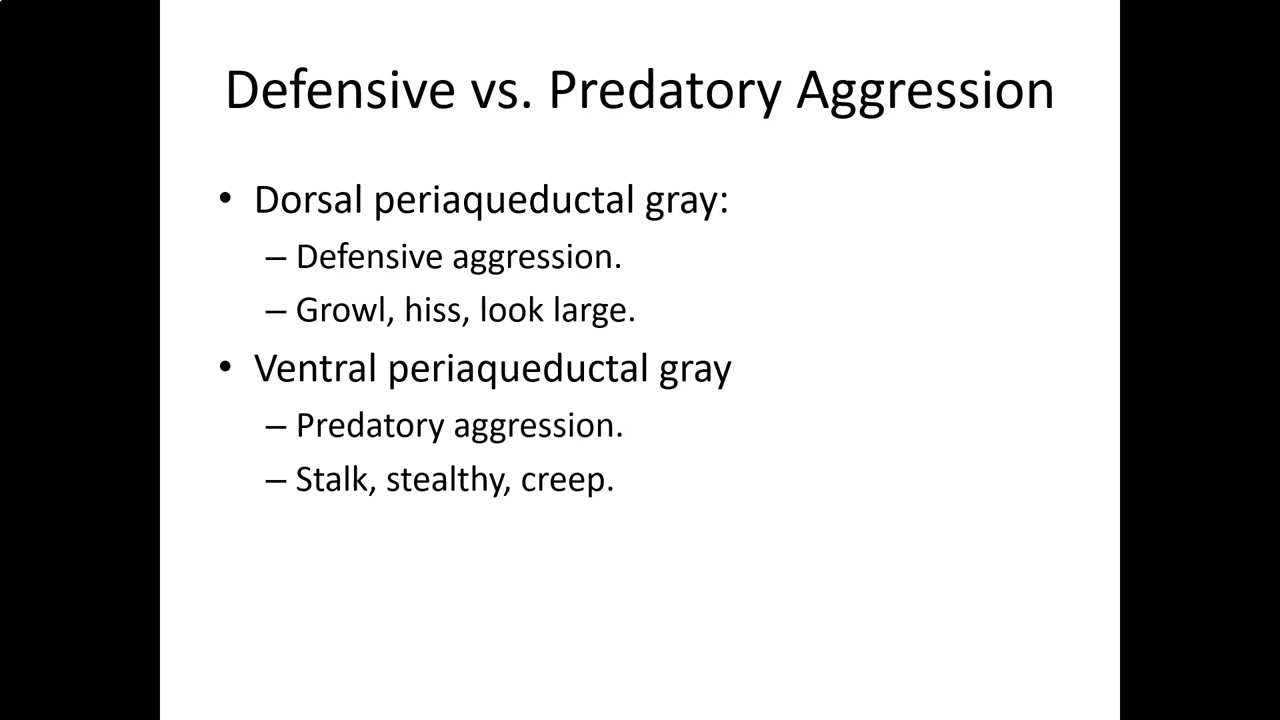 Defensive vs. Predatory Aggression
• Dorsal periaqueductal gray:
– Defensive aggression.
– Growl, hiss, look large.
• Ventral periaqueductal gray
– Predatory aggression.
– Stalk, stealthy, creep.